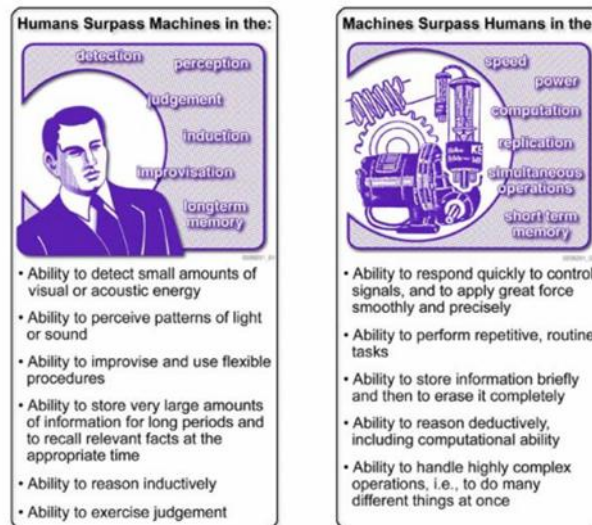 Humans Surpass Machines in the:
detection
perception
judgement
induction
improvisation
longterm
memory
• Ability to detect small amounts of
visual or acoustic energy
• Ability to perceive patterns of light
or sound
• Ability to improvise and use flexible
procedures
• Ability to store very large amounts
of information for long periods and
to recall relevant facts at the
appropriate time
• Ability to reason inductively
• Ability to exercise judgement
Machines Surpass Humans in the
speed
power
computation
replication
simultaneous
operations
short term
memory
• Ability to respond quickly to control
signals, and to apply great force
smoothly and precisely
• Ability to perform repetitive, routine
tasks
• Ability to store information briefly
and then to erase it completely
• Ability to reason deductively,
including computational ability
• Ability to handle highly complex
operations, i.e., to do many
different things at once